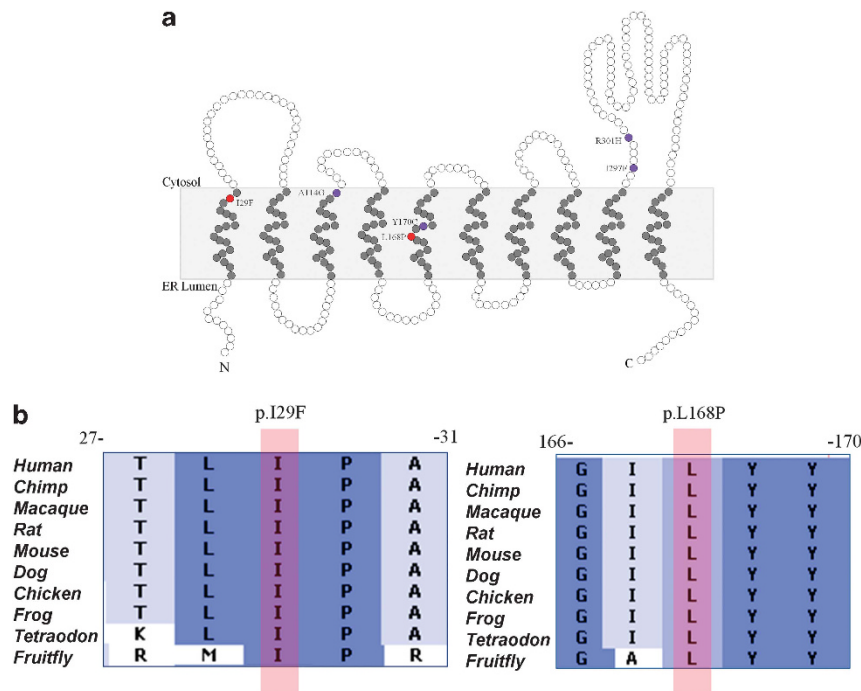 a
R301H
I297F
Cytosol
I29F
A114G
Y170C
L168P
ER Lumen
N
C
b
p.I29F
27- -31
Human T L I P A
Chimp T L I P A
Macaque T L I P A
Rat T L I P A
Mouse T L I P A
Dog T L I P A
Chicken T L I P A
Frog T L I P A
Tetraodon K L I P A
Fruitfly R M I P R
p.L168P
166- -170
Human G I L Y Y
Chimp G I L Y Y
Macaque G I L Y Y
Rat G I L Y Y
Mouse G I L Y Y
Dog G I L Y Y
Chicken G I L Y Y
Frog G I L Y Y
Tetraodon G I L Y Y
Fruitfly G A L Y Y